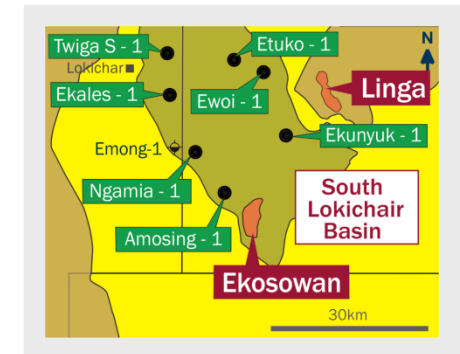 Twiga S - 1
Etuko - 1
N
Lokichar
Linga
Ekales - 1
Ewoi - 1
Ekunyuk - 1
Emong-1
Ngamia - 1
South
Lokichair
Basin
Amosing - 1
Ekosowan
30km